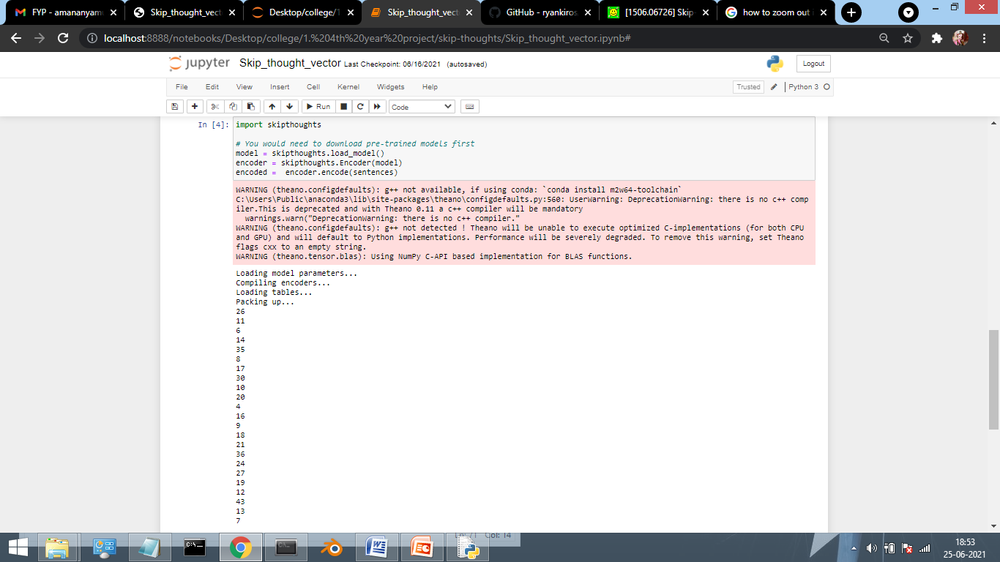 FYP - amananyam
Skip_thought_vect
Desktop/college/1
Skip_thought_vect
GitHub - ryankiros
[1506.06726] Skip
how to zoom out i
localhost:8888/notebooks/Desktop/college/1.%204th%20year%20project/skip-thoughts/Skip_thought_vector.ipynb#
jupyter Skip_thought_vector Last Checkpoint: 06/16/2021 (autosaved)
Logout
File Edit View Insert Cell Kernel Widgets Help
Trusted
Python 3
Run
Code
In [4]: import skipthoughts
# You would need to download pre-trained models first
model = skipthoughts.load_model()
encoder = skipthoughts.Encoder(model)
encoded =  encoder.encode(sentences)
WARNING (theano.configdefaults): g++ not available, if using conda: `conda install m2w64-toolchain`
C:\Users\Public\anaconda3\lib\site-packages\theano\configdefaults.py:560: UserWarning: DeprecationWarning: there is no c++ comp
iler.This is deprecated and with Theano 0.11 a c++ compiler will be mandatory
  warnings.warn("DeprecationWarning: there is no c++ compiler."
WARNING (theano.configdefaults): g++ not detected ! Theano will be unable to execute optimized C-implementations (for both CPU
and GPU) and will default to Python implementations. Performance will be severely degraded. To remove this warning, set Theano
flags cxx to an empty string.
WARNING (theano.tensor.blas): Using NumPy C-API based implementation for BLAS functions.
Loading model parameters...
Compiling encoders...
Loading tables...
Packing up...
26
11
6
14
35
8
17
30
10
20
4
16
9
18
21
36
24
27
19
12
43
13
7
Col: 14
18:53
25-06-2021